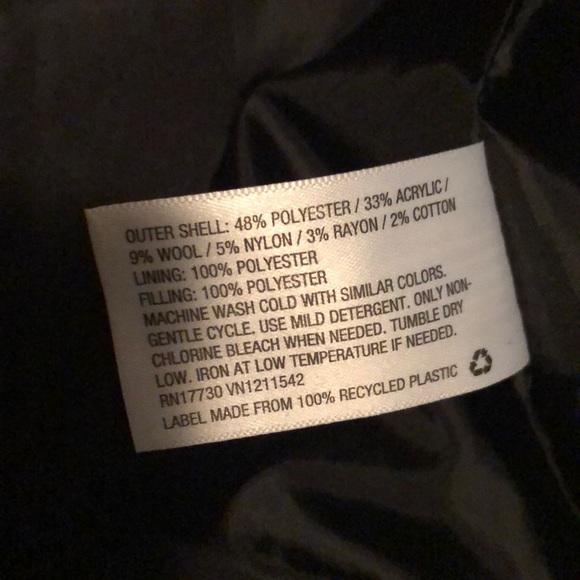 OUTER SHELL: 48% POLYESTER / 33% ACRYLIC /
9% WOOL / 5% NYLON / 3% RAYON / 2% COTTON
LINING: 100% POLYESTER
FILLING: 100% POLYESTER
MACHINE WASH COLD WITH SIMILAR COLORS.
GENTLE CYCLE. USE MILD DETERGENT. ONLY NON-
CHLORINE BLEACH WHEN NEEDED. TUMBLE DRY
LOW. IRON AT LOW TEMPERATURE IF NEEDED.
RN17730 VN1211542
LABEL MADE FROM 100% RECYCLED PLASTIC